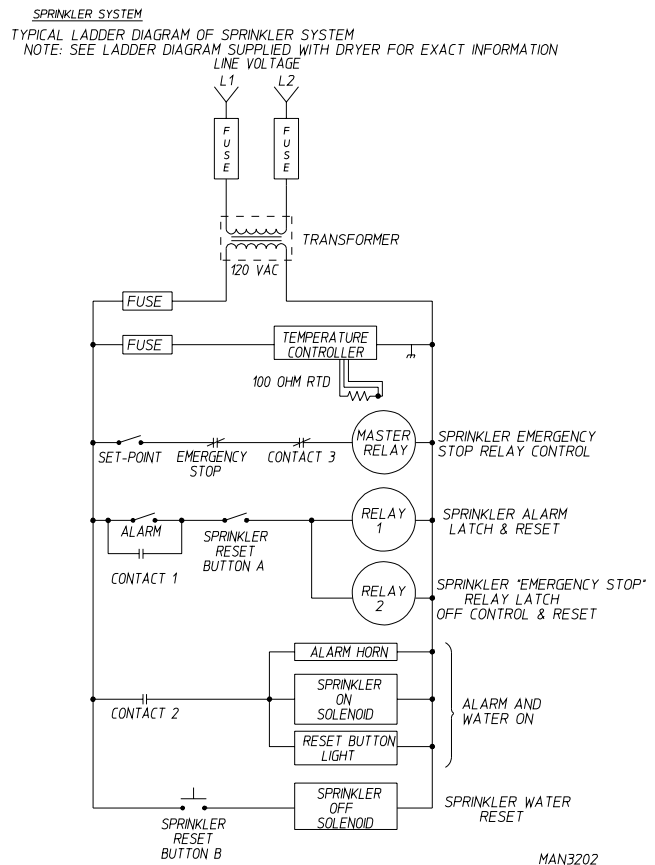 SPRINKLER SYSTEM
TYPICAL LADDER DIAGRAM OF SPRINKLER SYSTEM
NOTE: SEE LADDER DIAGRAM SUPPLIED WITH DRYER FOR EXACT INFORMATION
LINE VOLTAGE
L1
L2
FUSE
FUSE
TRANSFORMER
120 VAC
FUSE
FUSE
TEMPERATURE
CONTROLLER
100 OHM RTD
SET-POINT
EMERGENCY
STOP
CONTACT 3
MASTER
RELAY
SPRINKLER EMERGENCY
STOP RELAY CONTROL
ALARM
CONTACT 1
SPRINKLER
RESET
BUTTON A
RELAY
1
SPRINKLER ALARM
LATCH & RESET
RELAY
2
SPRINKLER "EMERGENCY STOP"
RELAY LATCH
OFF CONTROL & RESET
CONTACT 2
ALARM HORN
SPRINKLER
ON
SOLENOID
RESET BUTTON
LIGHT
ALARM AND
WATER ON
SPRINKLER
RESET
BUTTON B
SPRINKLER
OFF
SOLENOID
SPRINKLER WATER
RESET
MAN3202